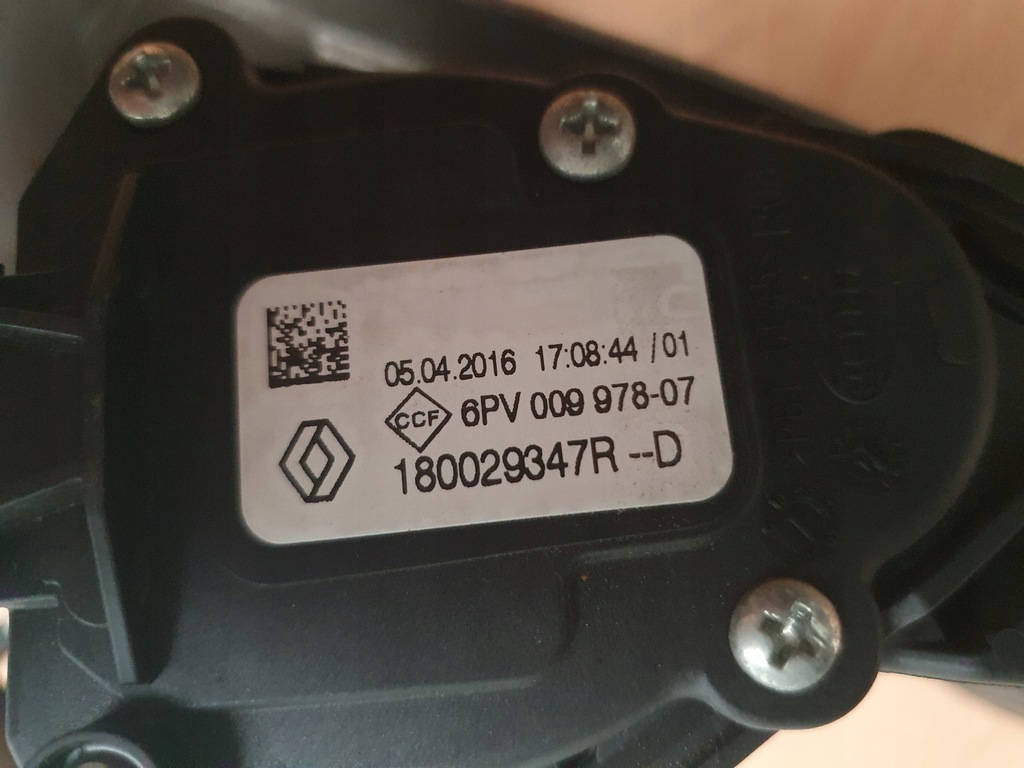 05.04.2016 17:08:44 /01
CCF 6PV 009 978-07
180029347R --D